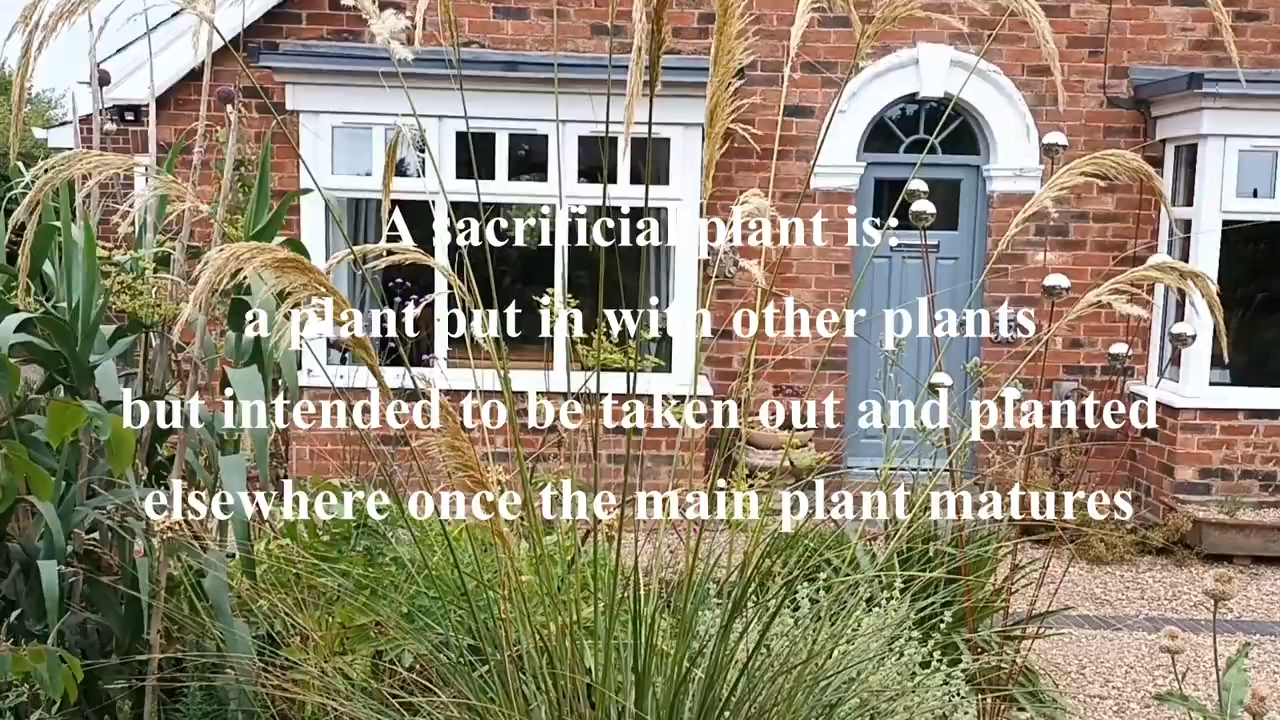 A sacrificial plant is:
a plant put in with other plants
but intended to be taken out and planted
elsewhere once the main plant matures